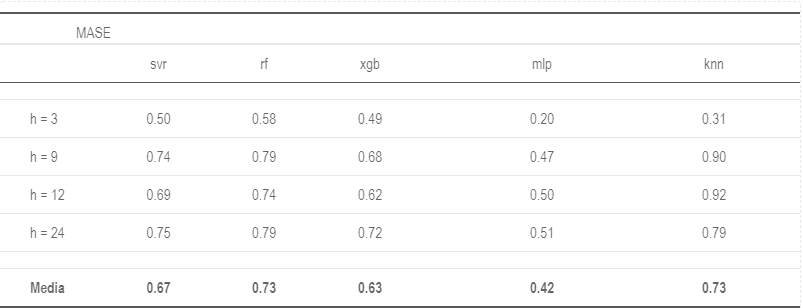 MASE
svr rf xgb mlp knn
h = 3 0.50 0.58 0.49 0.20 0.31
h = 9 0.74 0.79 0.68 0.47 0.90
h = 12 0.69 0.74 0.62 0.50 0.92
h = 24 0.75 0.79 0.72 0.51 0.79
Media 0.67 0.73 0.63 0.42 0.73